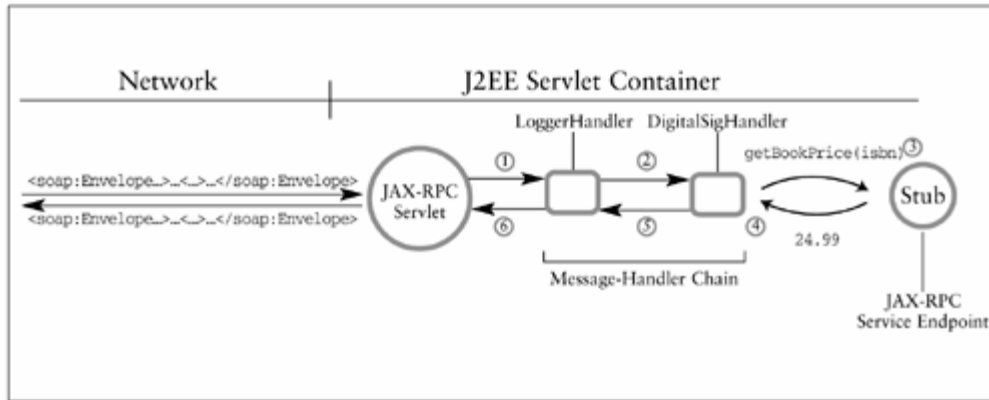 Network
J2EE Servlet Container
LoggerHandler
DigitalSigHandler
① ② getBookPrice(isbn) ③
<soap:Envelope…>…<…>…</soap:Envelope>
JAX-RPC
Servlet
Stub
<soap:Envelope…>…<…>…</soap:Envelope>
⑥ ⑤ ④
24.99
Message-Handler Chain
JAX-RPC
Service Endpoint